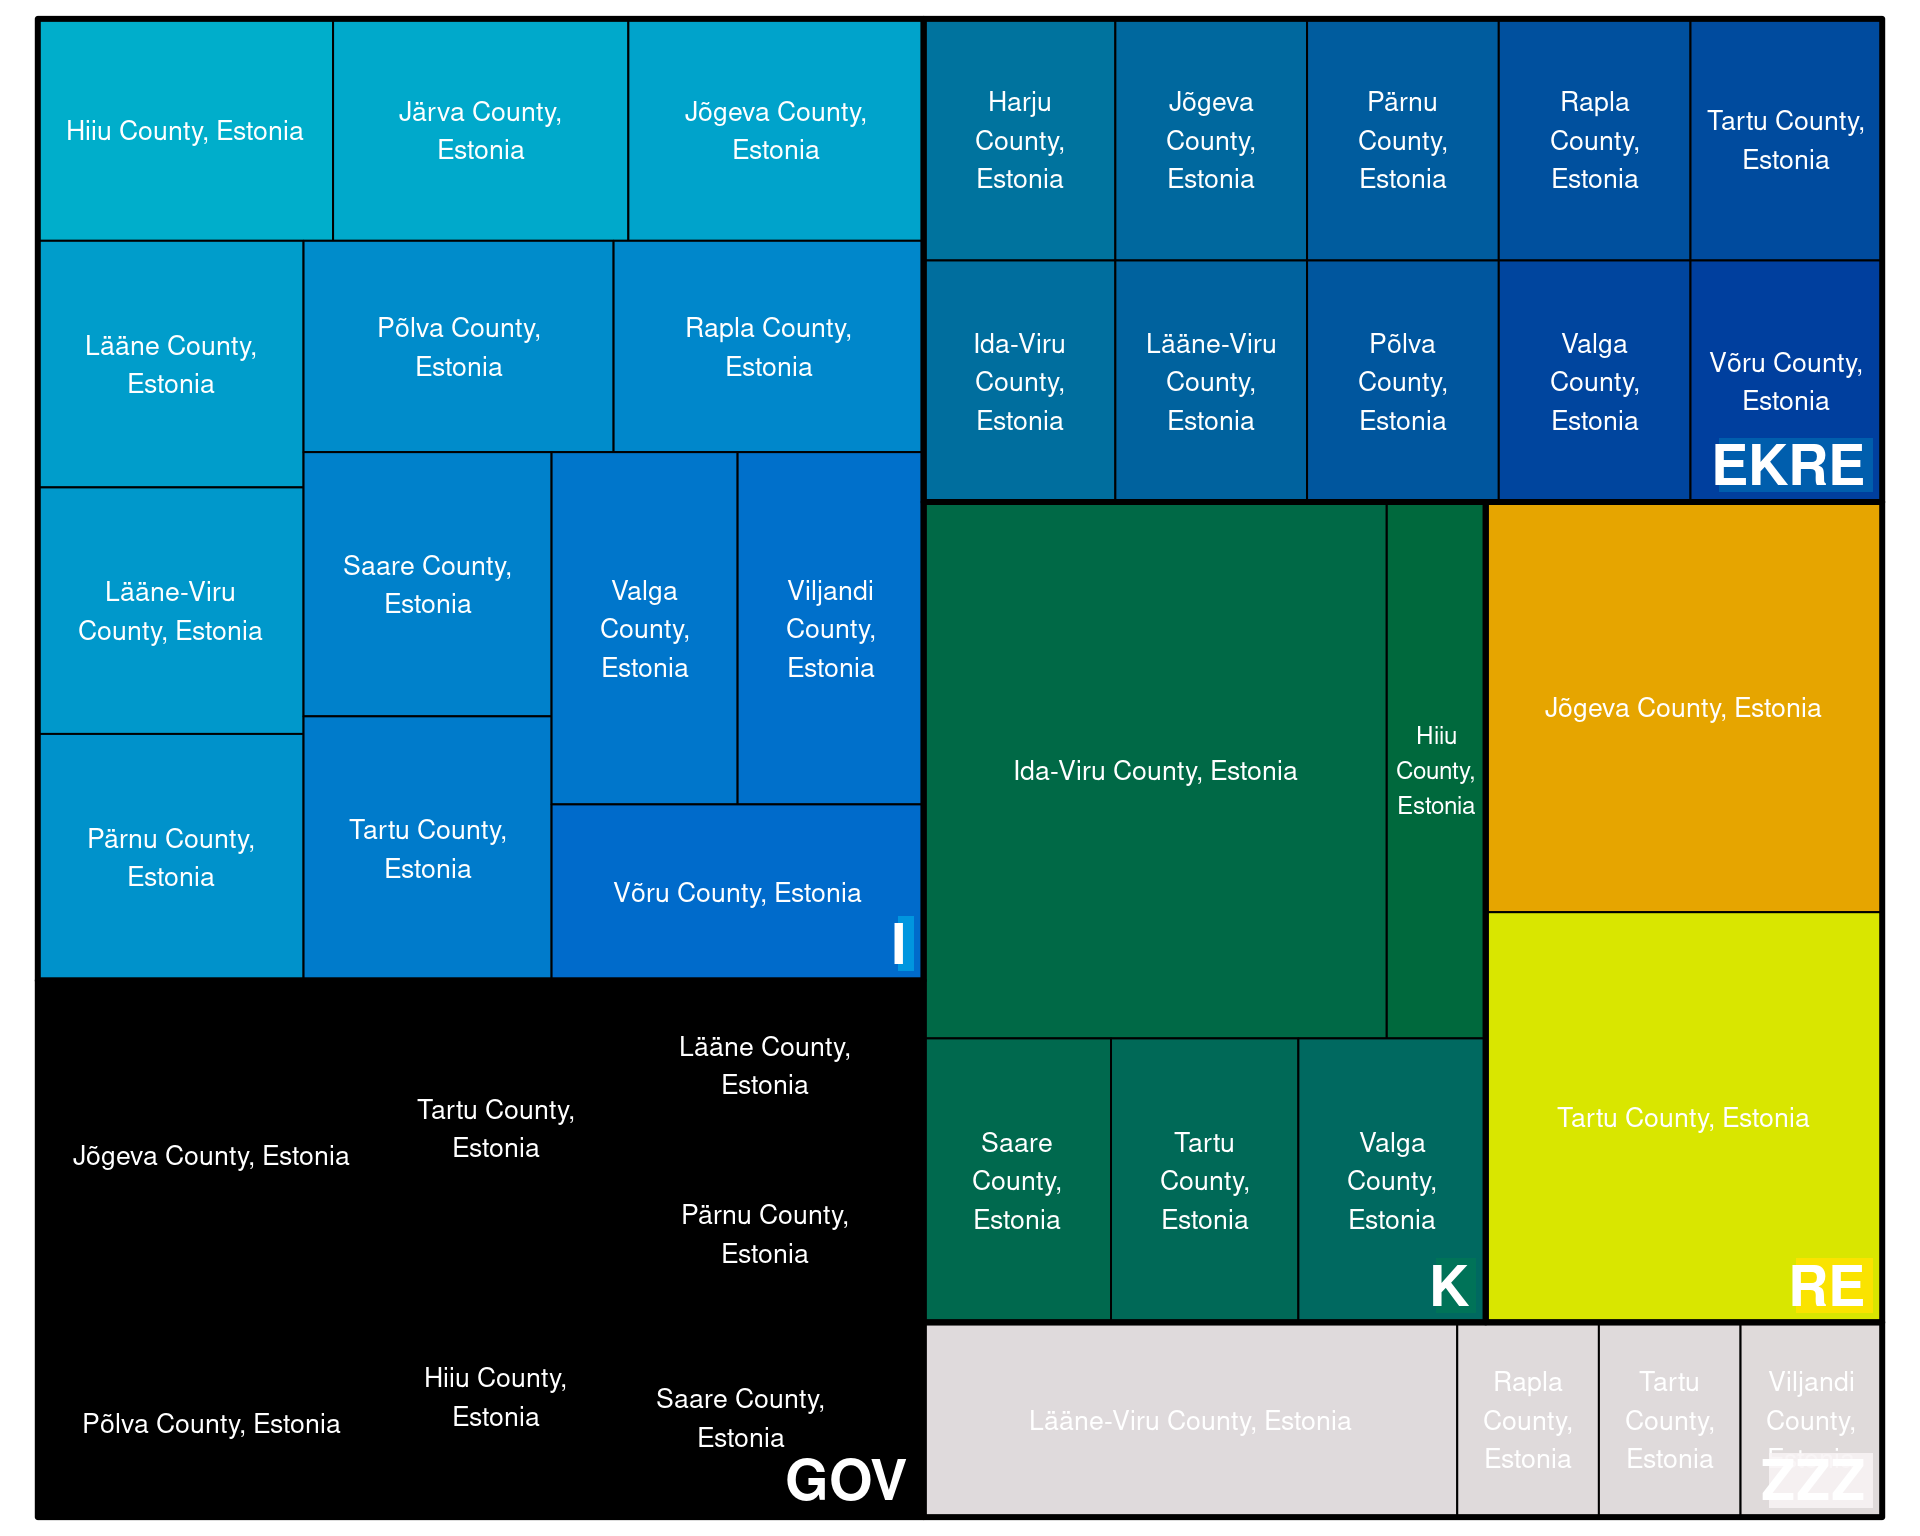 Hiiu County, Estonia
Järva County,
Estonia
Jõgeva County,
Estonia
Lääne County,
Estonia
Põlva County,
Estonia
Rapla County,
Estonia
Lääne-Viru
County, Estonia
Saare County,
Estonia
Valga
County,
Estonia
Viljandi
County,
Estonia
Pärnu County,
Estonia
Tartu County,
Estonia
Võru County, Estonia
I
Harju
County,
Estonia
Jõgeva
County,
Estonia
Pärnu
County,
Estonia
Rapla
County,
Estonia
Tartu County,
Estonia
Ida-Viru
County,
Estonia
Lääne-Viru
County,
Estonia
Põlva
County,
Estonia
Valga
County,
Estonia
Võru County,
Estonia
EKRE
Ida-Viru County, Estonia
Hiiu
County,
Estonia
Saare
County,
Estonia
Tartu
County,
Estonia
Valga
County,
Estonia
K
Jõgeva County, Estonia
Tartu County, Estonia
RE
Jõgeva County, Estonia
Tartu County,
Estonia
Lääne County,
Estonia
Pärnu County,
Estonia
Põlva County, Estonia
Hiiu County,
Estonia
Saare County,
Estonia
GOV
Lääne-Viru County, Estonia
Rapla
County,
Estonia
Tartu
County,
Estonia
Viljandi
County,
Estonia
ZZZ